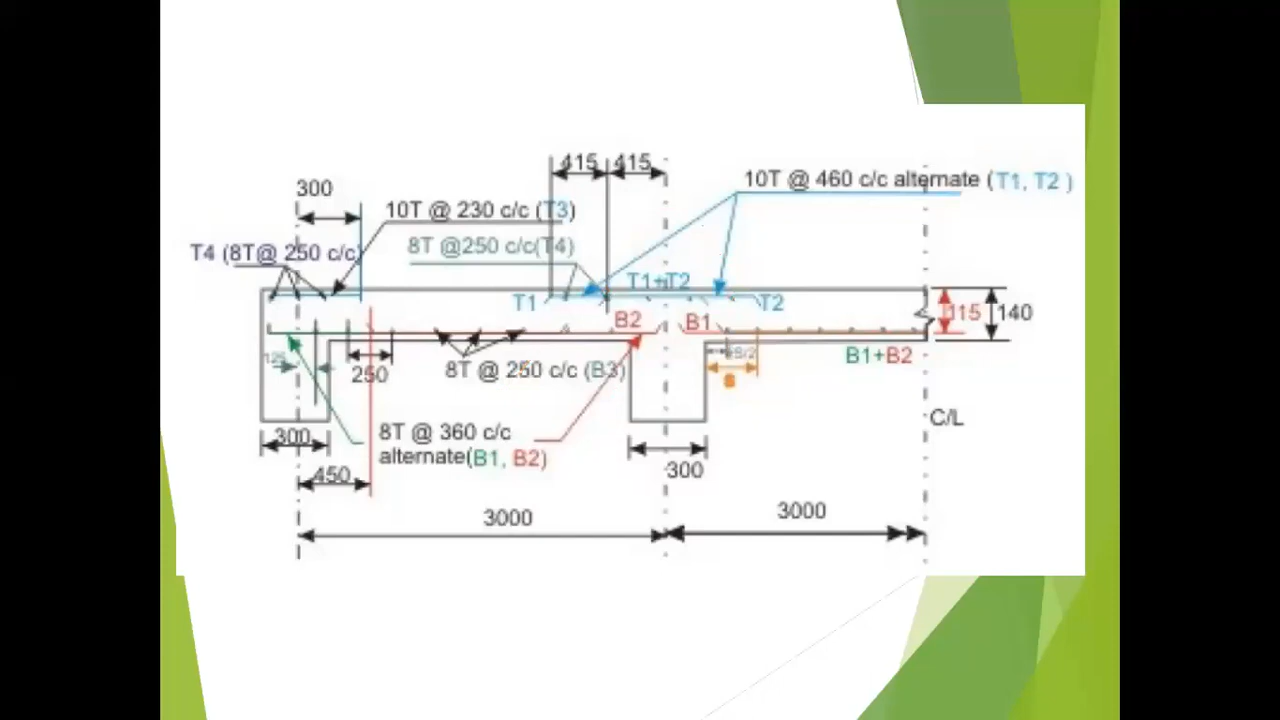 415 415
10T @ 460 c/c alternate (T1, T2 )
300
10T @ 230 c/c (T3)
8T @250 c/c(T4)
T4 (8T@ 250 c/c)
T1+T2
T1
T2
B2
B1
115
140
125
250
8T @ 250 c/c (B3)
S/2
S
B1+B2
C/L
8T @ 360 c/c
alternate(B1, B2)
300
450
300
3000
3000